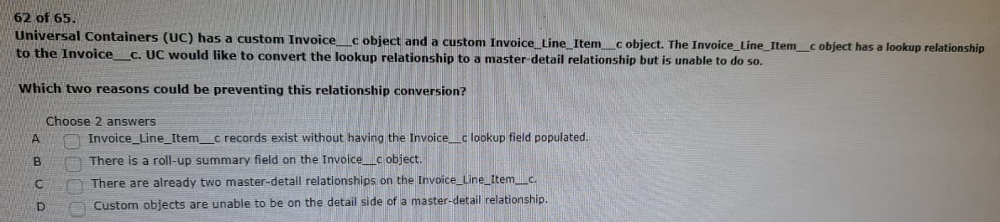 62 of 65.
Universal Containers (UC) has a custom Invoice__c object and a custom Invoice_Line_Item__c object. The Invoice_Line_Item__c object has a lookup relationship
to the Invoice__c. UC would like to convert the lookup relationship to a master-detail relationship but is unable to do so.
Which two reasons could be preventing this relationship conversion?
Choose 2 answers
A Invoice_Line_Item__c records exist without having the Invoice__c lookup field populated.
B There is a roll-up summary field on the Invoice__c object.
C There are already two master-detail relationships on the Invoice_Line_Item__c.
D Custom objects are unable to be on the detail side of a master-detail relationship.